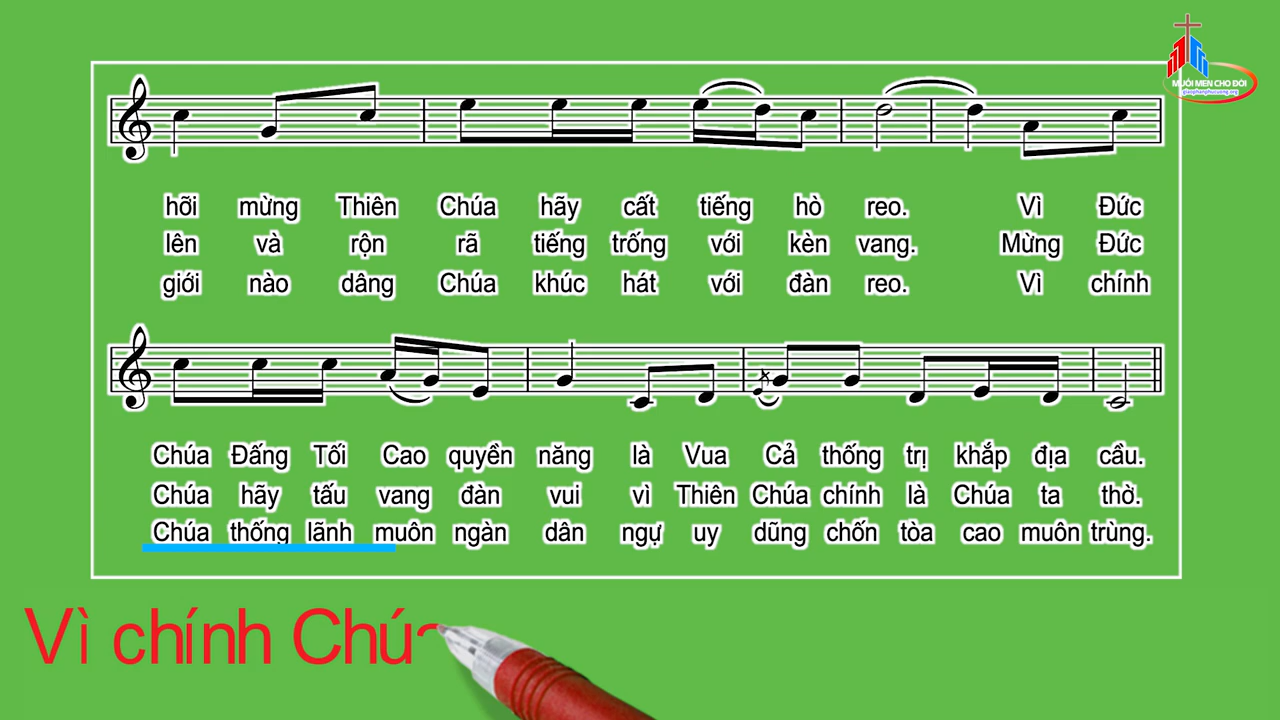 MUỐI MEN CHO ĐỜI
giaophanphucuong.org
hỡi mừng Thiên Chúa hãy cất tiếng hò reo. Vì Đức
lên và rộn rã tiếng trống với kèn vang. Mừng Đức
giới nào dâng Chúa khúc hát với đàn reo. Vì chính
Chúa Đấng Tối Cao quyền năng là Vua Cả thống trị khắp địa cầu.
Chúa hãy tấu vang đàn vui vì Thiên Chúa chính là Chúa ta thờ.
Chúa thống lãnh muôn ngàn dân ngự uy dũng chốn tòa cao muôn trùng.
Vì chính Chúa